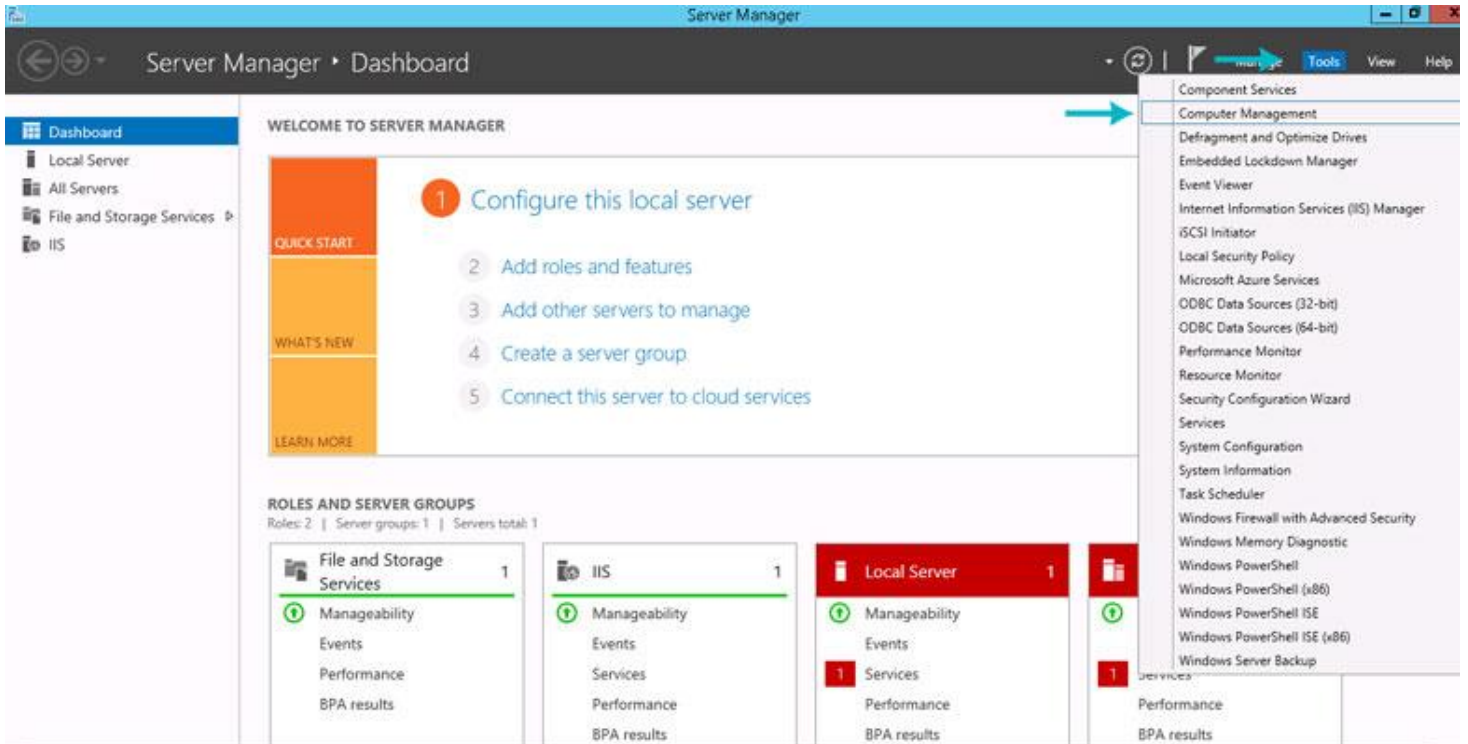 Server Manager
Server Manager • Dashboard
Tools View Help
Dashboard
Local Server
All Servers
File and Storage Services
IIS
WELCOME TO SERVER MANAGER
QUICK START
WHAT'S NEW
LEARN MORE
1 Configure this local server
2 Add roles and features
3 Add other servers to manage
4 Create a server group
5 Connect this server to cloud services
ROLES AND SERVER GROUPS
Roles: 2 | Server groups: 1 | Servers total: 1
File and Storage
Services
1
Manageability
Events
Performance
BPA results
IIS 1
Manageability
Events
Services
Performance
BPA results
Local Server 1
Manageability
Events
1 Services
Performance
BPA results
1 Services
Performance
BPA results
Component Services
Computer Management
Defragment and Optimize Drives
Embedded Lockdown Manager
Event Viewer
Internet Information Services (IIS) Manager
iSCSI Initiator
Local Security Policy
Microsoft Azure Services
ODBC Data Sources (32-bit)
ODBC Data Sources (64-bit)
Performance Monitor
Resource Monitor
Security Configuration Wizard
Services
System Configuration
System Information
Task Scheduler
Windows Firewall with Advanced Security
Windows Memory Diagnostic
Windows PowerShell
Windows PowerShell (x86)
Windows PowerShell ISE
Windows PowerShell ISE (x86)
Windows Server Backup